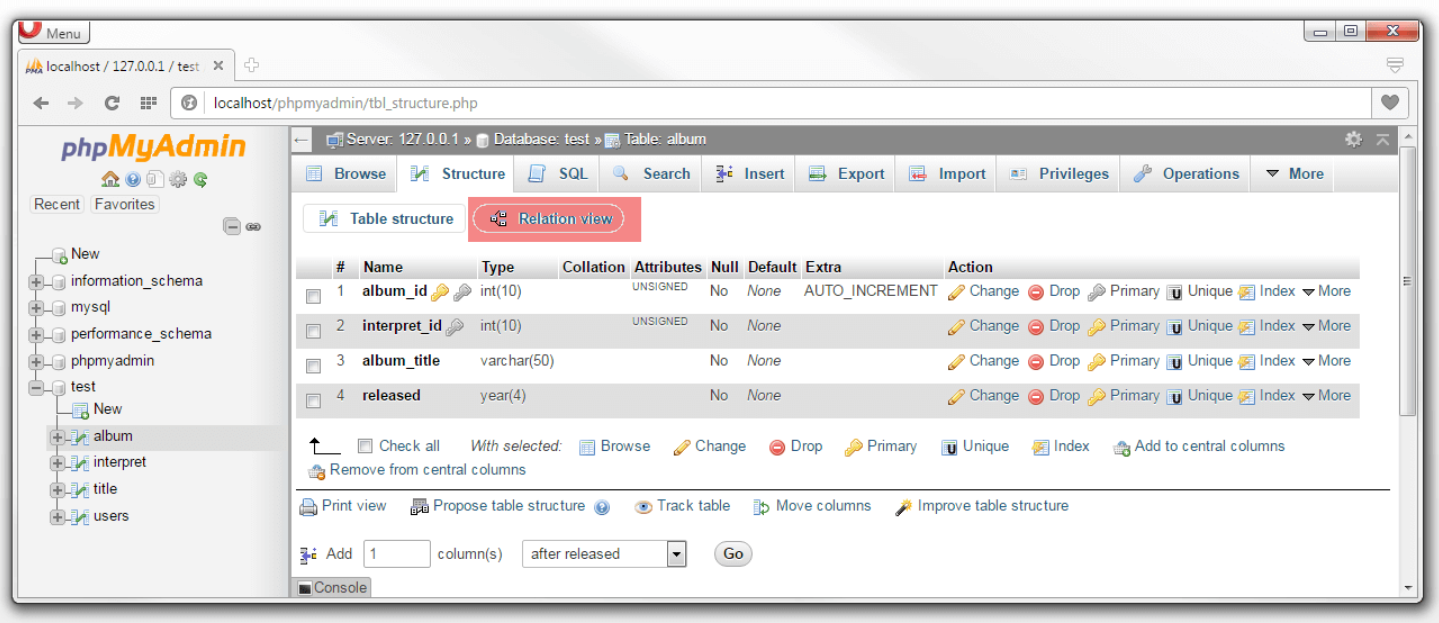 Menu
localhost / 127.0.0.1 / test
localhost/phpmyadmin/tbl_structure.php
phpMyAdmin
Recent Favorites
New
information_schema
mysql
performance_schema
phpmyadmin
test
New
album
interpret
title
users
Server: 127.0.0.1 » Database: test » Table: album
Browse Structure SQL Search Insert Export Import Privileges Operations More
Table structure Relation view
# Name Type Collation Attributes Null Default Extra Action
1 album_id int(10) UNSIGNED No None AUTO_INCREMENT Change Drop Primary Unique Index More
2 interpret_id int(10) UNSIGNED No None Change Drop Primary Unique Index More
3 album_title varchar(50) No None Change Drop Primary Unique Index More
4 released year(4) No None Change Drop Primary Unique Index More
Check all With selected: Browse Change Drop Primary Unique Index Add to central columns
Remove from central columns
Print view Propose table structure Track table Move columns Improve table structure
Add 1 column(s) after released Go
Console